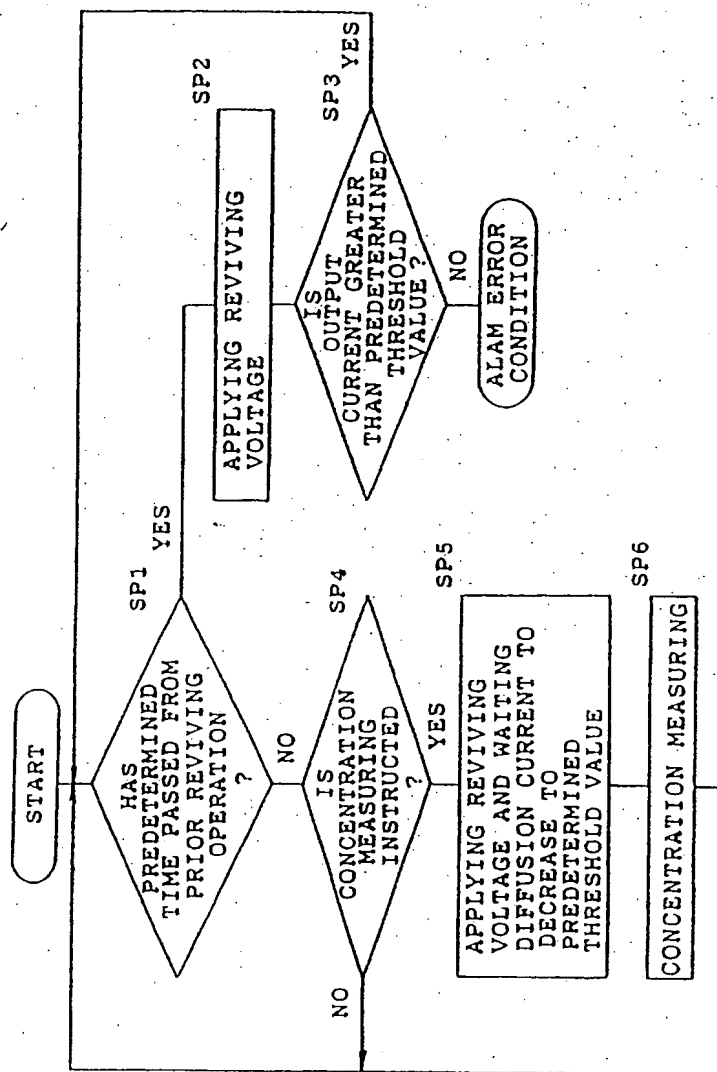 START
HAS
PREDETERMINED
TIME PASSED FROM
PRIOR REVIVING
OPERATION
?
SP1
YES
NO
APPLYING REVIVING
VOLTAGE
SP2
IS
OUTPUT
CURRENT GREATER
THAN PREDETERMINED
THRESHOLD
VALUE?
SP3
YES
NO
ALAM ERROR
CONDITION
IS
CONCENTRATION
MEASURING
INSTRUCTED
?
SP4
NO
YES
APPLYING REVIVING
VOLTAGE AND WAITING
DIFFUSION CURRENT TO
DECREASE TO
PREDETERMINED
THRESHOLD VALUE
SP5
CONCENTRATION MEASURING
SP6